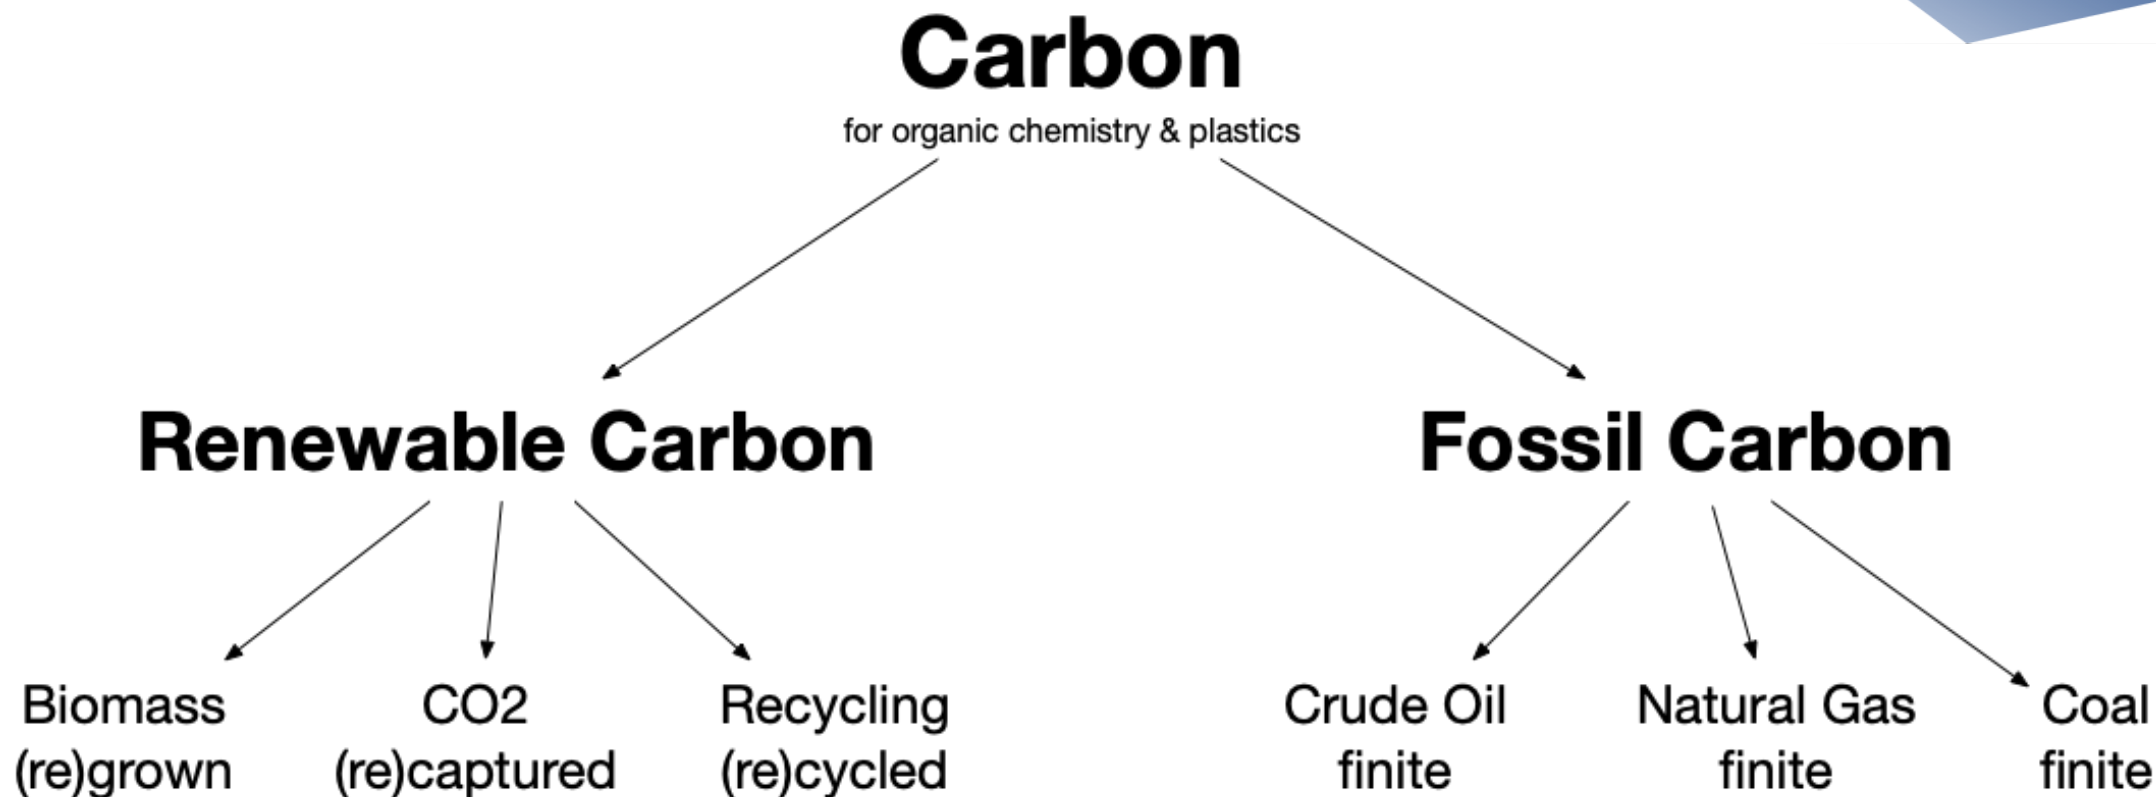 Carbon
for organic chemistry & plastics
Renewable Carbon
Fossil Carbon
Biomass
(re)grown
CO2
(re)captured
Recycling
(re)cycled
Crude Oil
finite
Natural Gas
finite
Coal
finite